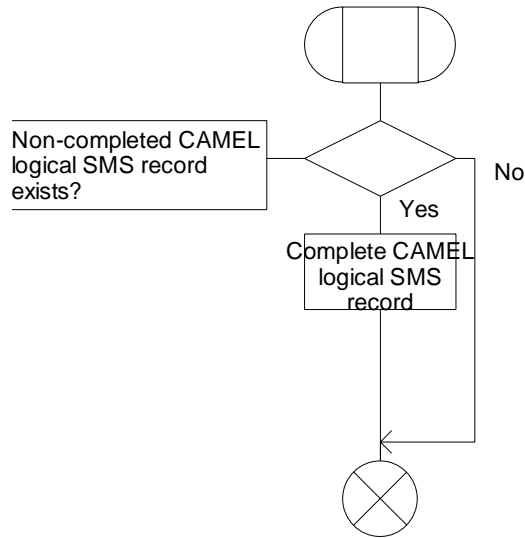 Non-completed CAMEL
logical SMS record
exists?
No
Yes
Complete CAMEL
logical SMS
record